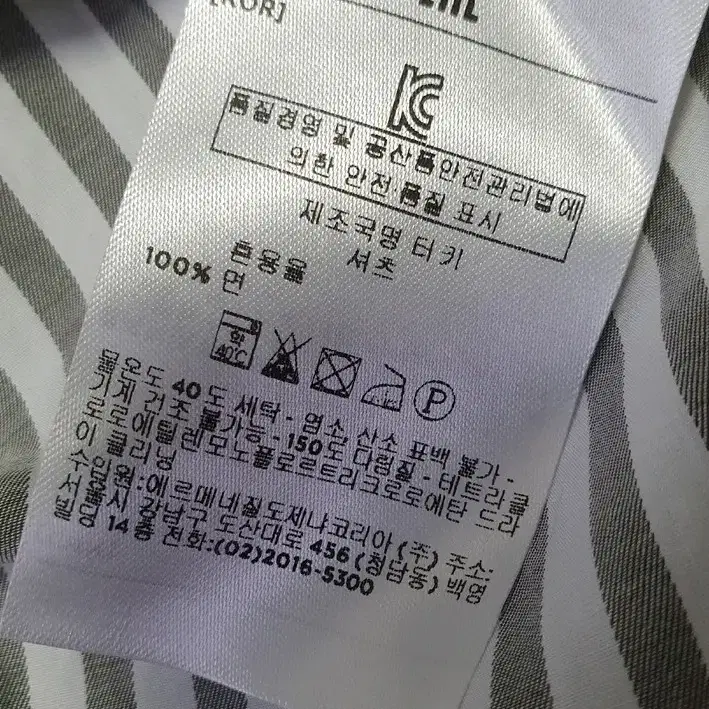 [KOR]
품질경영 및 공산품안전관리법에
의한 안전·품질 표시
제조국명 터키
혼용율 셔츠
100% 면
약
40°C
P
물온도 40도 세탁 - 염소 산소 표백 불가 -
기계 건조 불가능 - 150도 다림질 - 테트라클
로로에틸렌모노플로르트리크로로에탄 드라
이 클리닝
수입원:에르메네질도제냐코리아(주) 주소:
서울시 강남구 도산대로 456(청담동) 백영
빌딩 14층 전화:(02)2016-5300